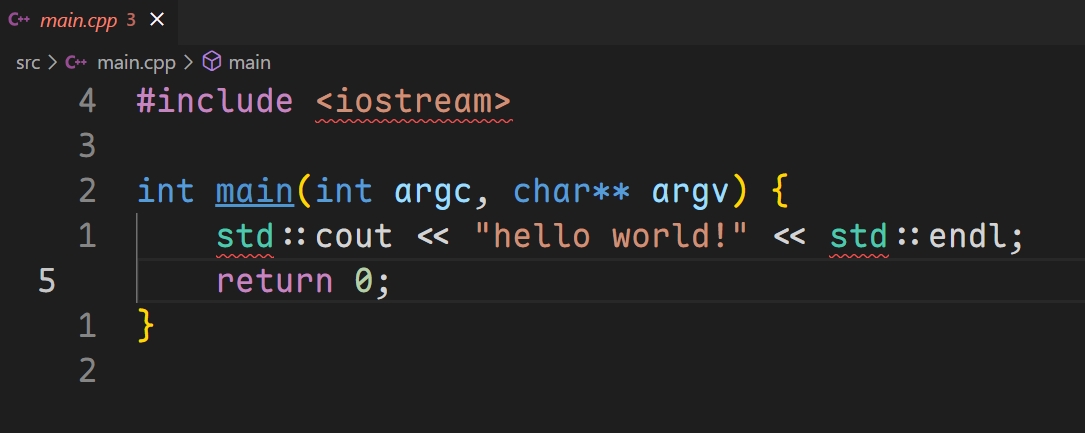 C++ main.cpp 3 ×
src > C++ main.cpp > main
4 #include <iostream>
3
2 int main(int argc, char** argv) {
1 std::cout << "hello world!" << std::endl;
5 return 0;
1 }
2